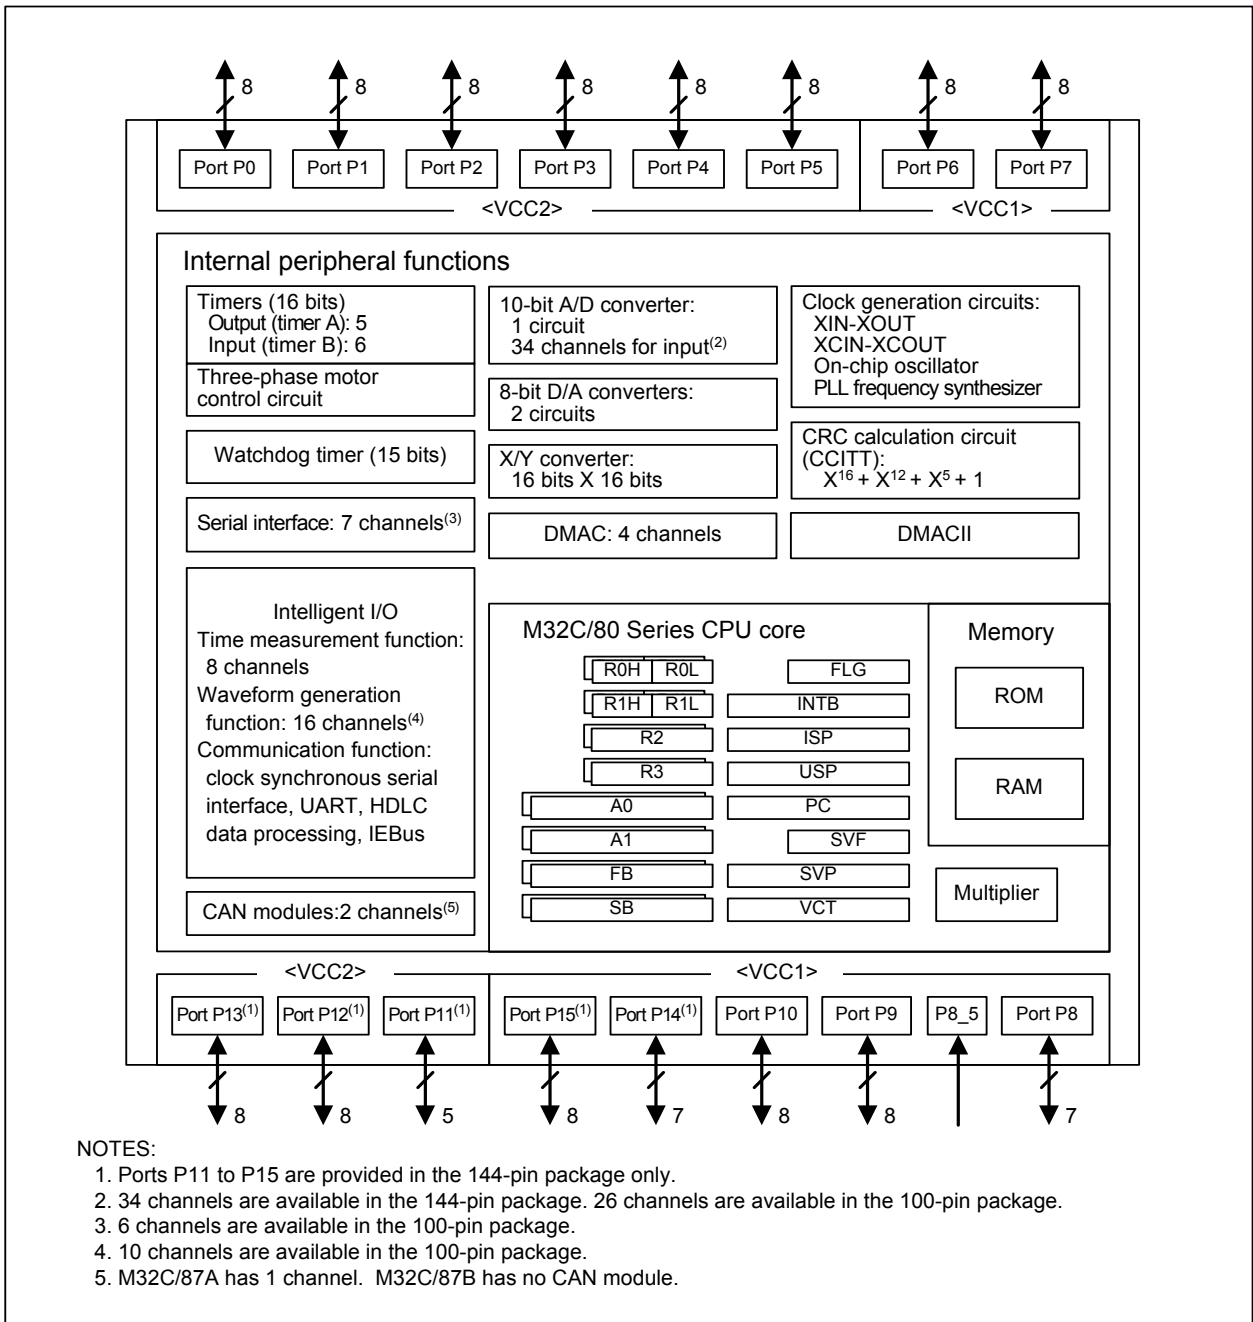 8 8 8 8 8 8 8 8
Port P0 Port P1 Port P2 Port P3 Port P4 Port P5 Port P6 Port P7
<VCC2> <VCC1>
Internal peripheral functions
Timers (16 bits)
Output (timer A): 5
Input (timer B): 6
Three-phase motor
control circuit
Watchdog timer (15 bits)
Serial interface: 7 channels(3)
Intelligent I/O
Time measurement function:
8 channels
Waveform generation
function: 16 channels(4)
Communication function:
clock synchronous serial
interface, UART, HDLC
data processing, IEBus
CAN modules:2 channels(5)
10-bit A/D converter:
1 circuit
34 channels for input(2)
8-bit D/A converters:
2 circuits
X/Y converter:
16 bits X 16 bits
DMAC: 4 channels
Clock generation circuits:
XIN-XOUT
XCIN-XCOUT
On-chip oscillator
PLL frequency synthesizer
CRC calculation circuit
(CCITT):
X16 + X12 + X5 + 1
DMACII
M32C/80 Series CPU core
R0H R0L FLG
R1H R1L INTB
R2 ISP
R3 USP
A0 PC
A1 SVF
FB SVP
SB VCT
Memory
ROM
RAM
Multiplier
<VCC2> <VCC1>
Port P13(1) Port P12(1) Port P11(1) Port P15(1) Port P14(1) Port P10 Port P9 P8_5 Port P8
8 8 5 8 7 8 8 7
NOTES:
1. Ports P11 to P15 are provided in the 144-pin package only.
2. 34 channels are available in the 144-pin package. 26 channels are available in the 100-pin package.
3. 6 channels are available in the 100-pin package.
4. 10 channels are available in the 100-pin package.
5. M32C/87A has 1 channel. M32C/87B has no CAN module.